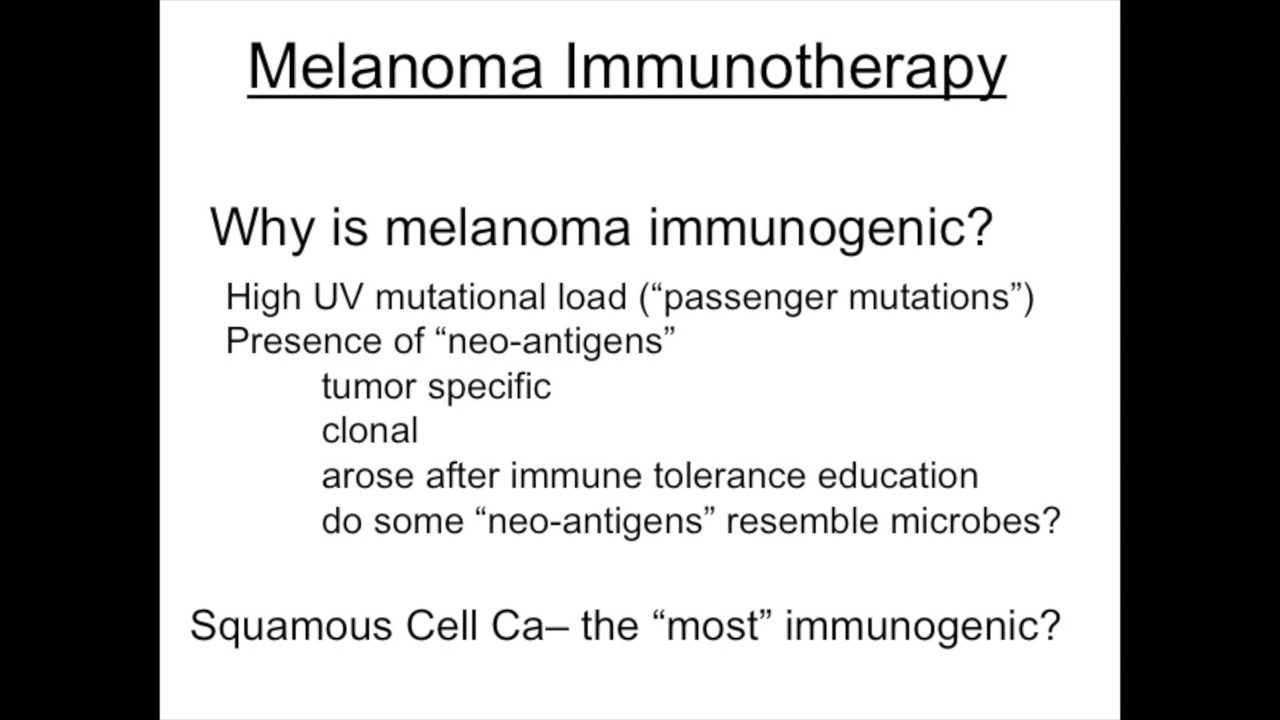 Melanoma Immunotherapy
Why is melanoma immunogenic?
High UV mutational load (“passenger mutations”)
Presence of “neo-antigens”
tumor specific
clonal
arose after immune tolerance education
do some “neo-antigens” resemble microbes?
Squamous Cell Ca– the “most” immunogenic?